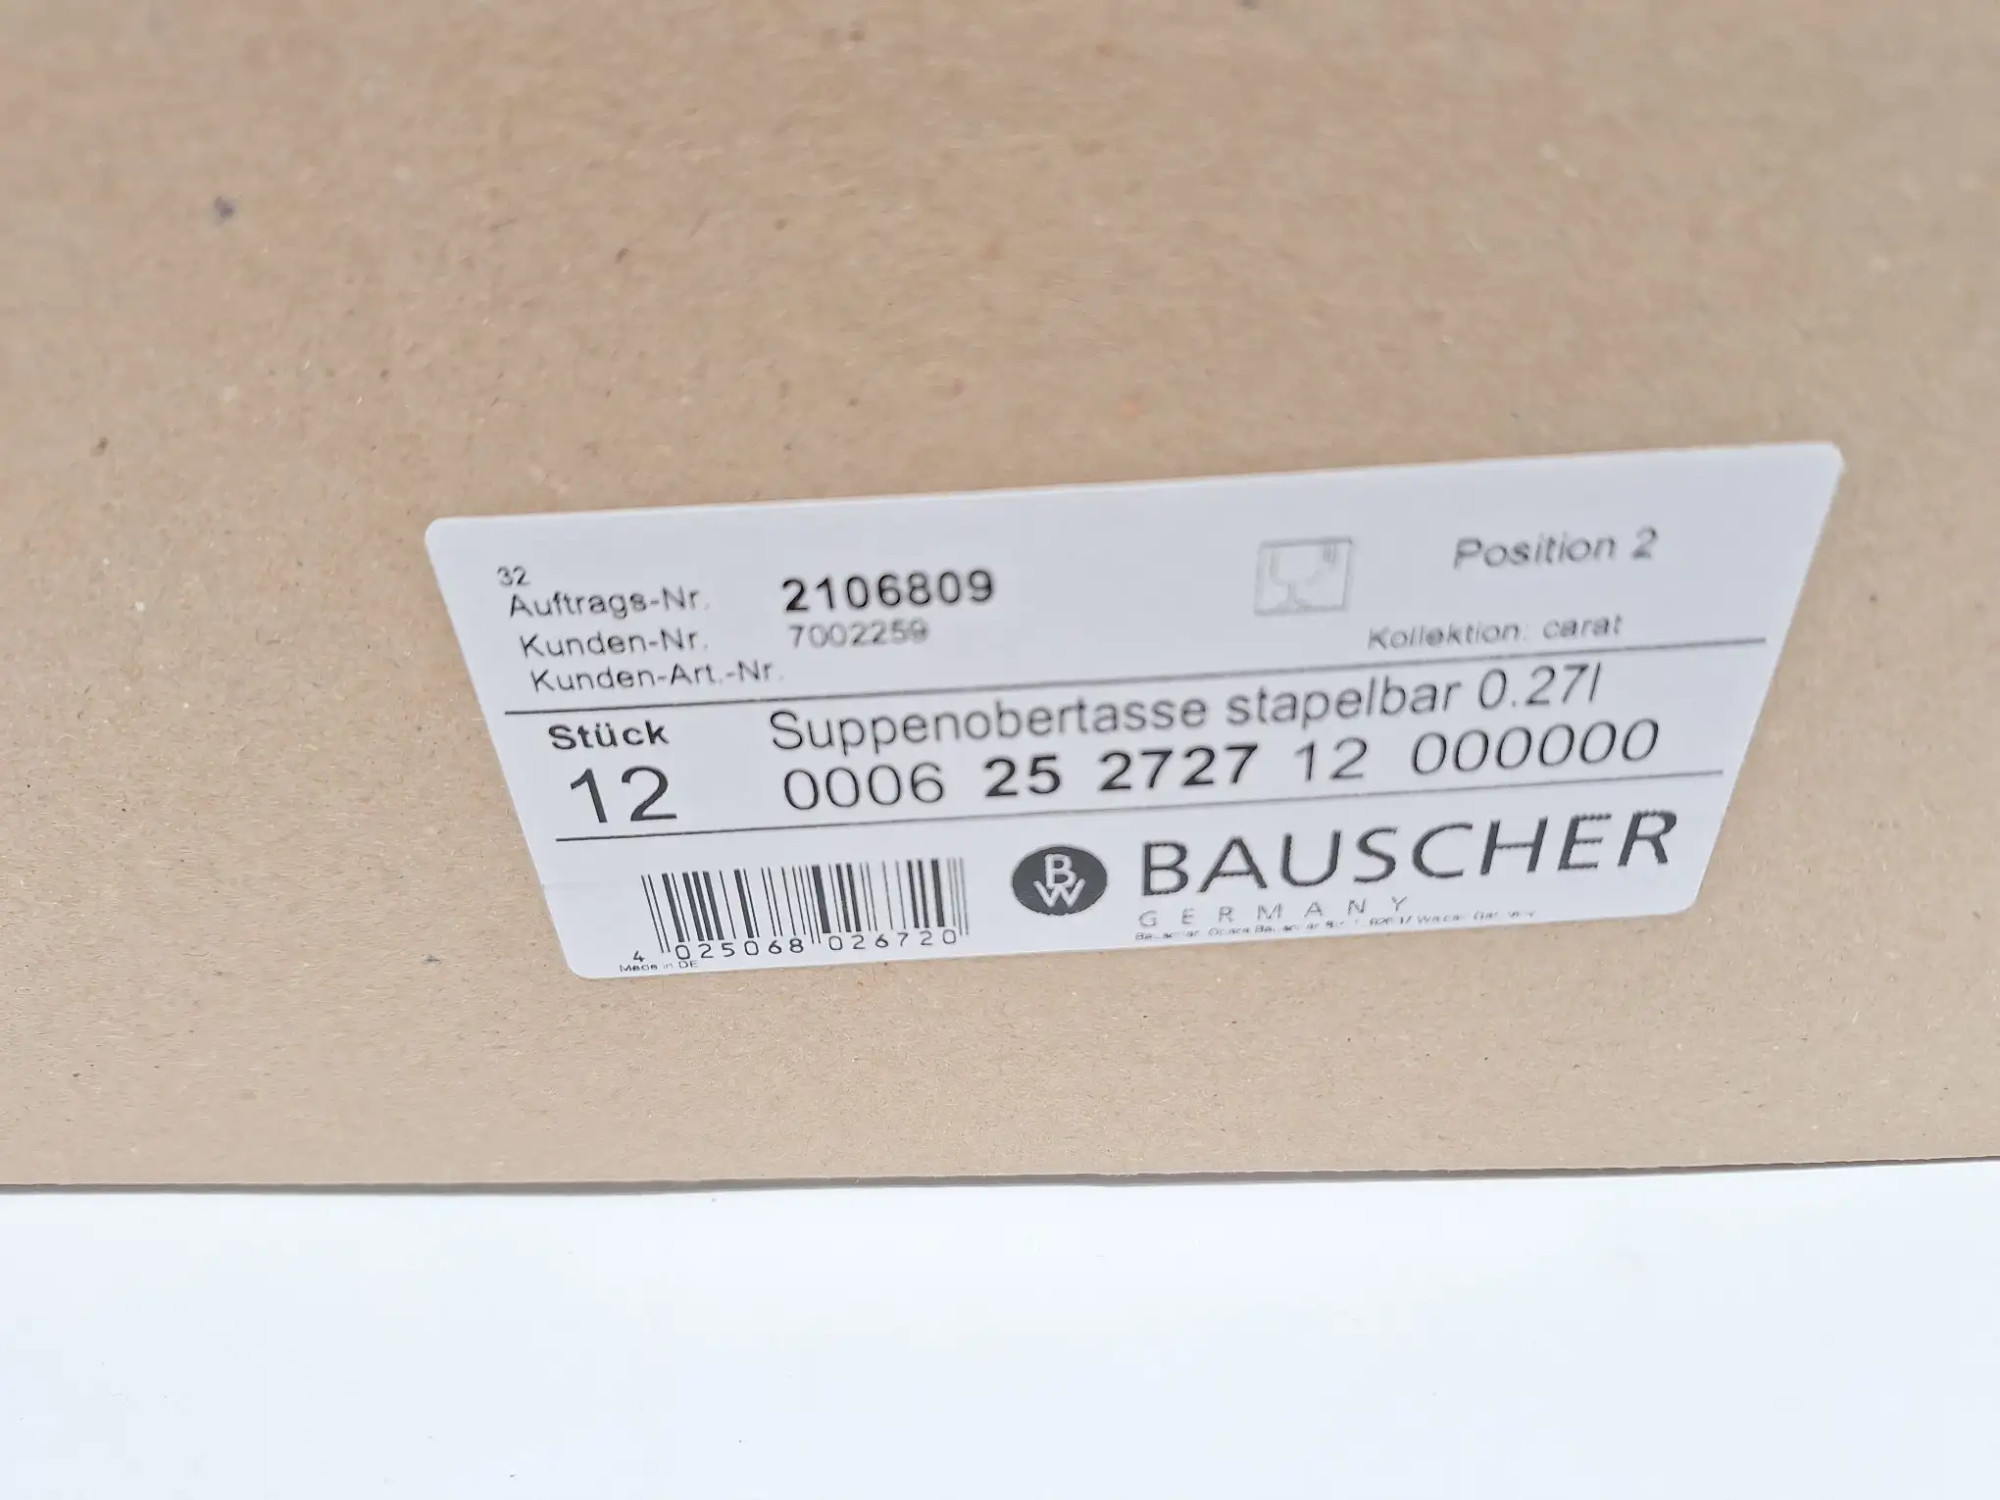 32
Auftrags-Nr. 2106809
Kunden-Nr. 7002259
Kunden-Art.-Nr.
Position 2
Kollektion: carat
Stück
12
Suppenobertasse stapelbar 0.27l
0006 25 2727 12 000000
BW
BAUSCHER
GERMANY
4 025068 026720
Made in DE